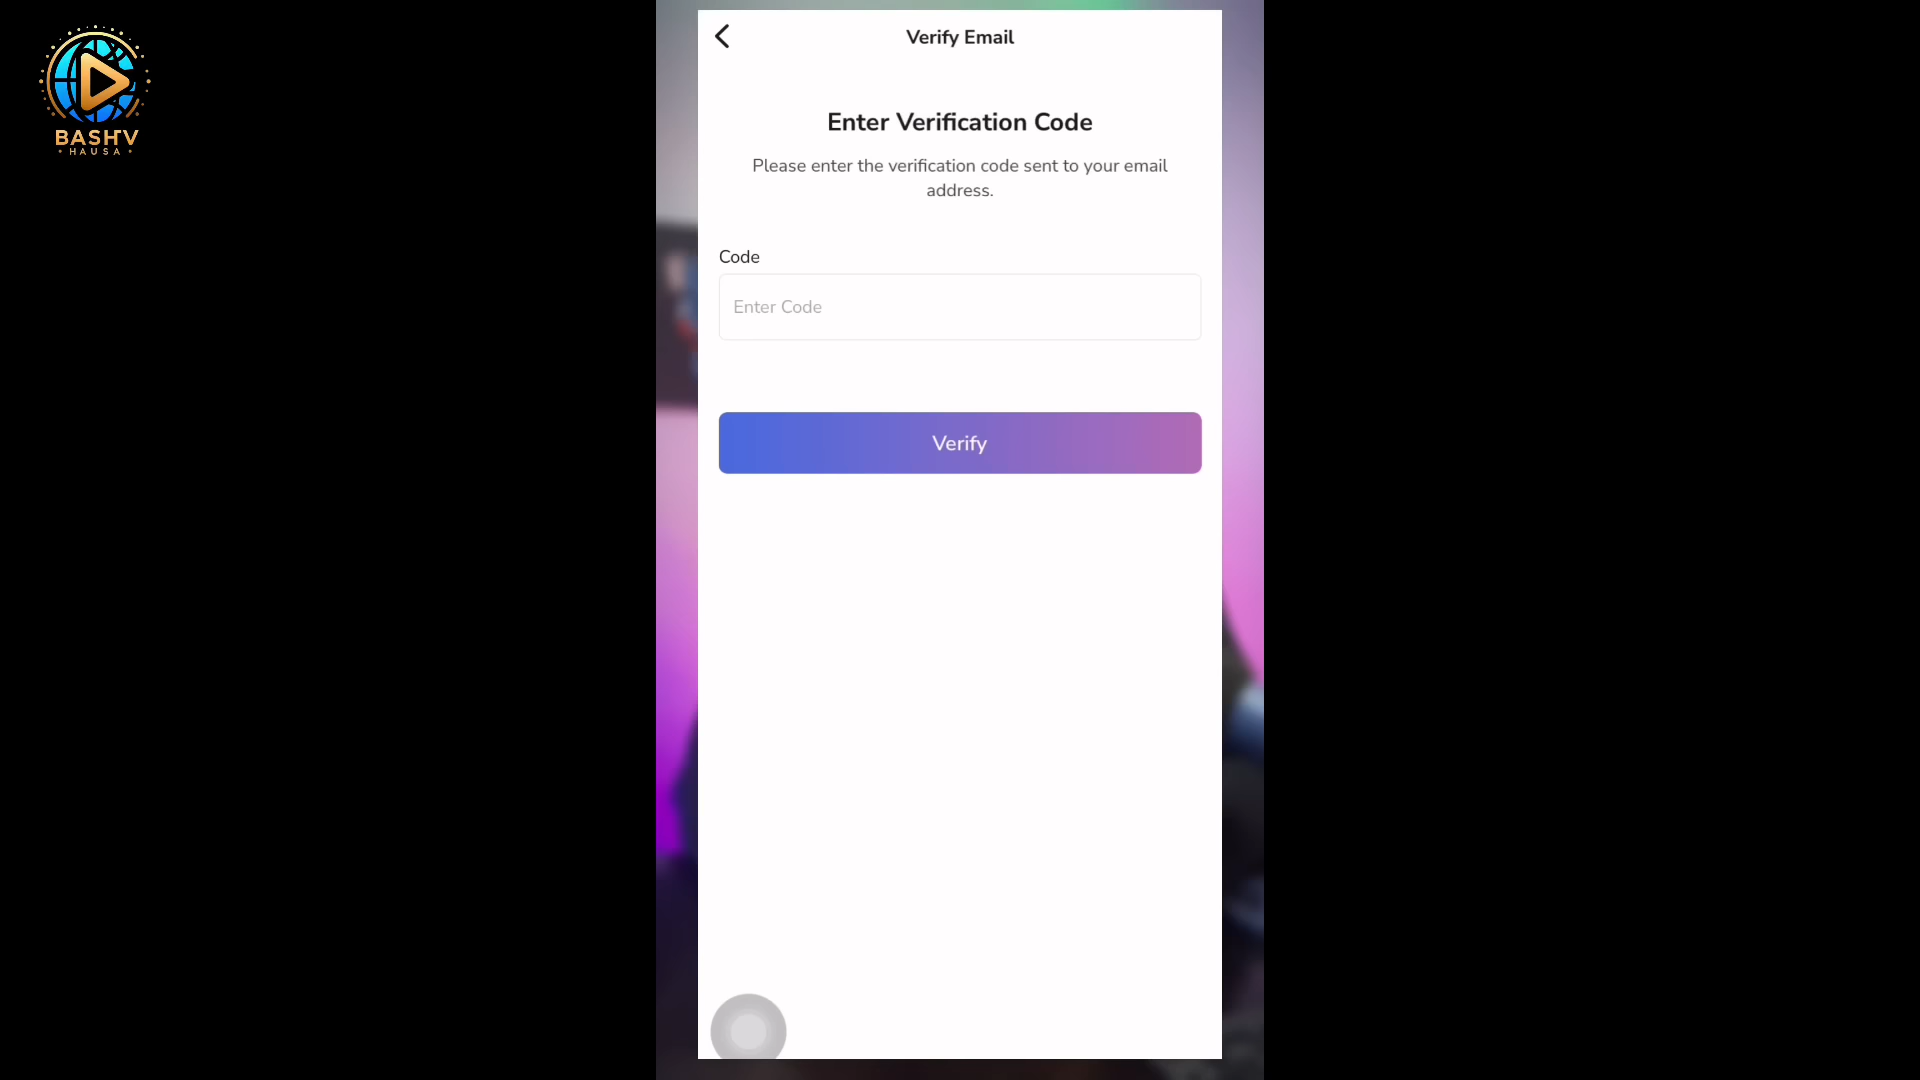 BASHTV
HAUSA
Verify Email
Enter Verification Code
Please enter the verification code sent to your email
address.
Code
Enter Code
Verify